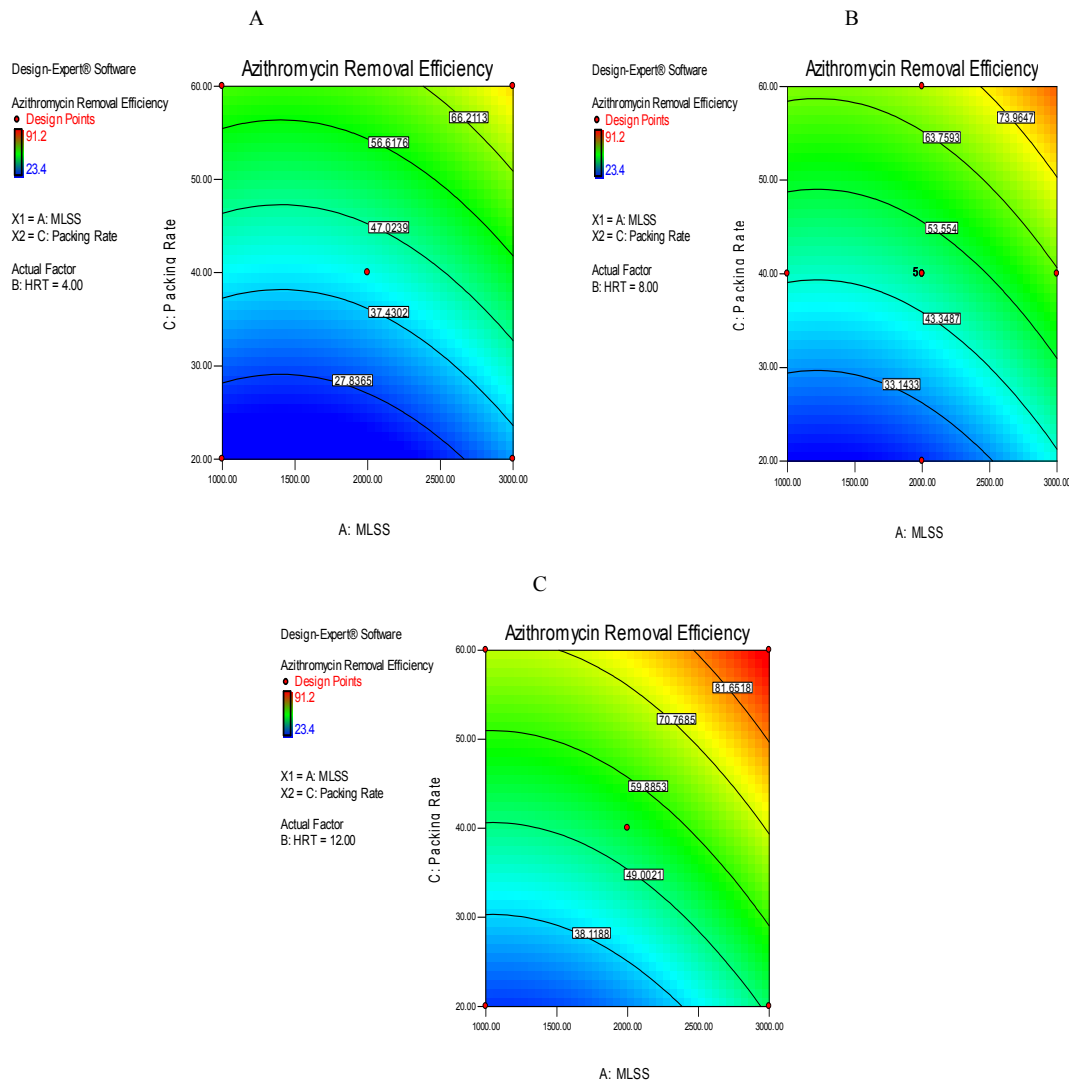 A
Design-Expert® Software
Azithromycin Removal Efficiency
Design Points
91.2
23.4
X1 = A: MLSS
X2 = C: Packing Rate
Actual Factor
B: HRT = 4.00
Azithromycin Removal Efficiency
C: Packing Rate
60.00
50.00
40.00
30.00
20.00
66.2113
56.6176
47.0239
37.4302
27.8365
1000.00
1500.00
2000.00
2500.00
3000.00
A: MLSS
B
Design-Expert® Software
Azithromycin Removal Efficiency
Design Points
91.2
23.4
X1 = A: MLSS
X2 = C: Packing Rate
Actual Factor
B: HRT = 8.00
Azithromycin Removal Efficiency
C: Packing Rate
60.00
50.00
40.00
30.00
20.00
73.9647
63.7593
53.554
5
43.3487
33.1433
1000.00
1500.00
2000.00
2500.00
3000.00
A: MLSS
C
Design-Expert® Software
Azithromycin Removal Efficiency
Design Points
91.2
23.4
X1 = A: MLSS
X2 = C: Packing Rate
Actual Factor
B: HRT = 12.00
Azithromycin Removal Efficiency
C: Packing Rate
60.00
50.00
40.00
30.00
20.00
81.6518
70.7685
59.8853
49.0021
38.1188
1000.00
1500.00
2000.00
2500.00
3000.00
A: MLSS